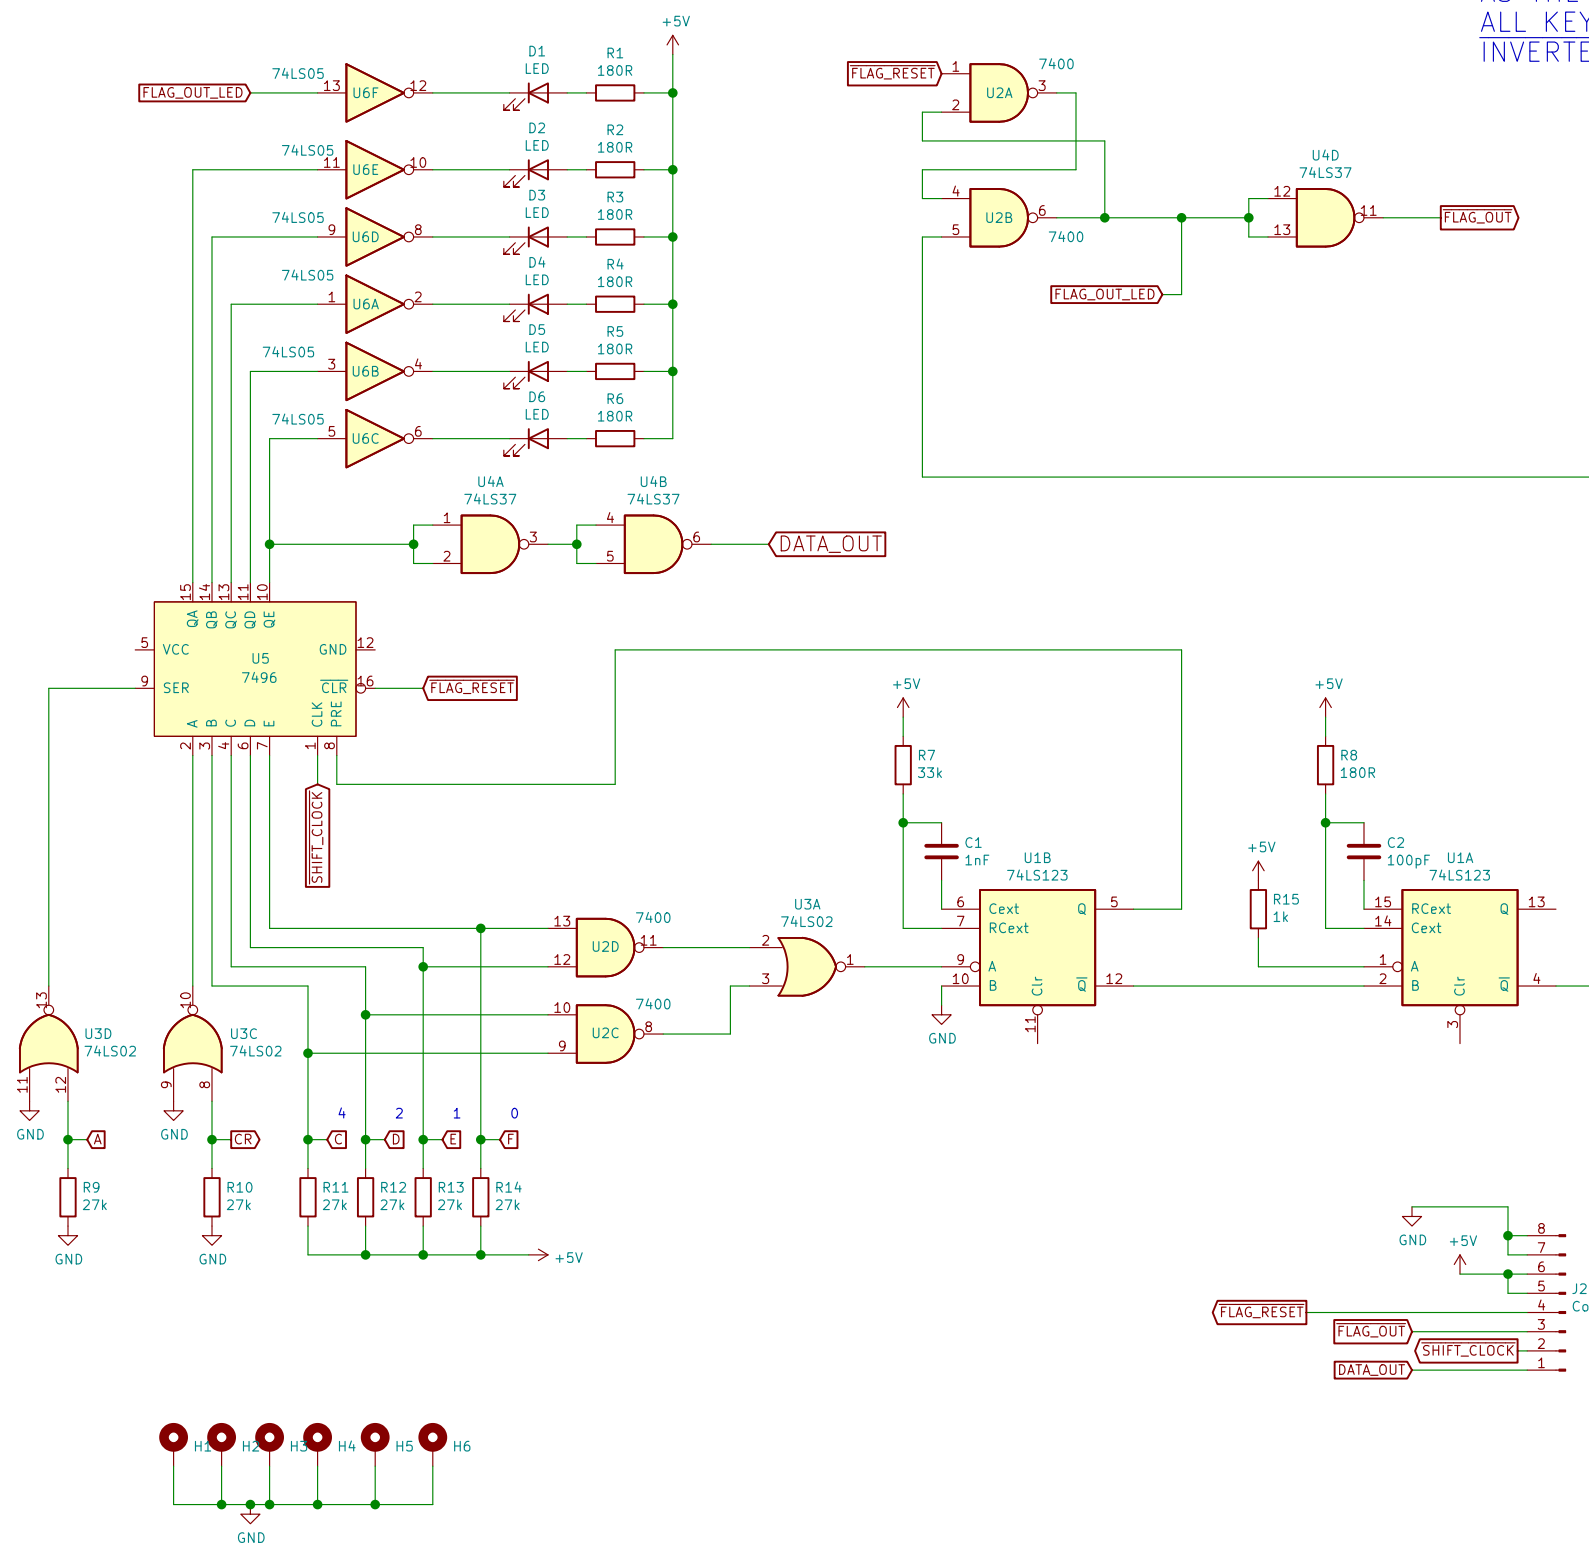 ALL KEY
INVERTE
+5V
D1
LED
R1
180R
74LS05
FLAG_OUT_LED
13
U6F
12
D2
LED
R2
180R
74LS05
11
U6E
10
D3
LED
R3
180R
74LS05
9
U6D
8
D4
LED
R4
180R
74LS05
1
U6A
2
D5
LED
R5
180R
74LS05
3
U6B
4
D6
LED
R6
180R
74LS05
5
U6C
6
FLAG_RESET
1
2
U2A
3
7400
4
5
U2B
6
7400
FLAG_OUT_LED
U4D
74LS37
12
13
11
FLAG_OUT
U4A
74LS37
1
2
3
U4B
74LS37
4
5
6
DATA_OUT
15
14
13
11
10
QA
QB
QC
QD
QE
5
VCC
GND
12
U5
7496
9
SER
CLR
16
FLAG_RESET
A
B
C
D
E
CLK
PRE
2
3
4
6
7
1
8
SHIFT_CLOCK
+5V
R7
33k
C1
1nF
U1B
74LS123
6
Cext
Q
5
7
RCext
9
A
10
B
Clr
Q
12
11
GND
+5V
R8
180R
C2
100pF
+5V
R15
1k
U1A
74LS123
15
RCext
Q
13
14
Cext
1
A
2
B
Clr
Q
4
3
13
12
U2D
11
7400
10
9
U2C
8
7400
U3A
74LS02
2
3
1
13
U3D
74LS02
11
12
GND
A
R9
27k
GND
10
U3C
74LS02
9
8
GND
CR
R10
27k
GND
4
2
1
0
C
D
E
F
R11
27k
R12
27k
R13
27k
R14
27k
+5V
GND
+5V
8
7
6
5
4
3
2
1
J2
Co
FLAG_RESET
FLAG_OUT
SHIFT_CLOCK
DATA_OUT
H1
H2
H3
H4
H5
H6
GND